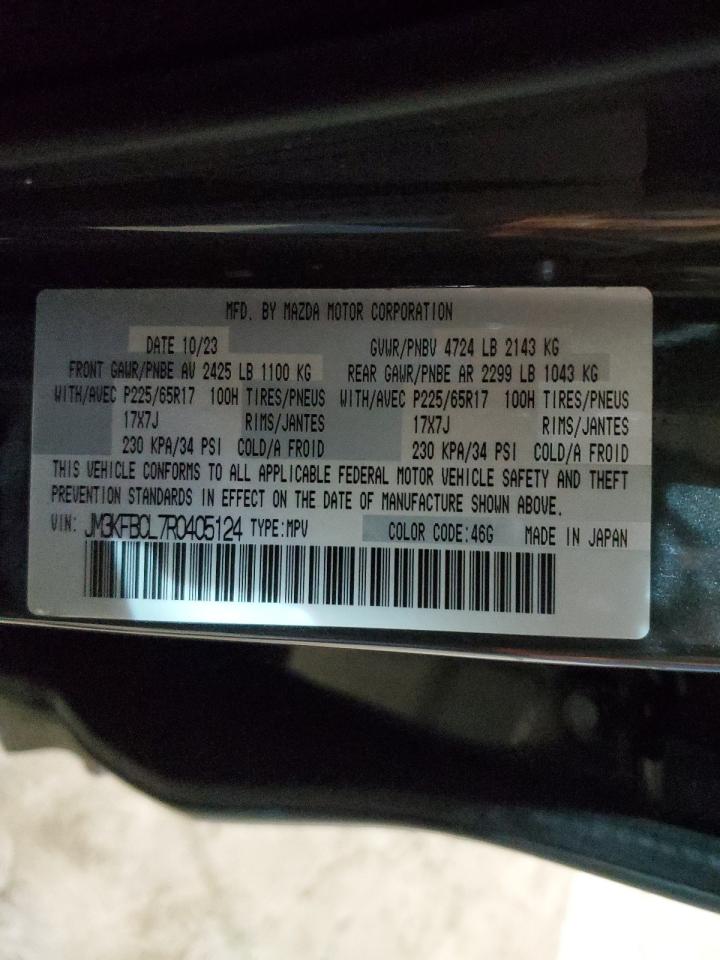 MFD. BY MAZDA MOTOR CORPORATION
DATE 10/23 GVWR/PNBV 4724 LB 2143 KG
FRONT GAWR/PNBE AV 2425 LB 1100 KG REAR GAWR/PNBE AR 2299 LB 1043 KG
WITH/AVEC P225/65R17 100H TIRES/PNEUS WITH/AVEC P225/65R17 100H TIRES/PNEUS
17X7J RIMS/JANTES 17X7J RIMS/JANTES
230 KPA/34 PSI COLD/A FROID 230 KPA/34 PSI COLD/A FROID
THIS VEHICLE CONFORMS TO ALL APPLICABLE FEDERAL MOTOR VEHICLE SAFETY AND THEFT
PREVENTION STANDARDS IN EFFECT ON THE DATE OF MANUFACTURE SHOWN ABOVE.
VIN: JM3KFBCL7R0405124 TYPE:MPV COLOR CODE:46G MADE IN JAPAN